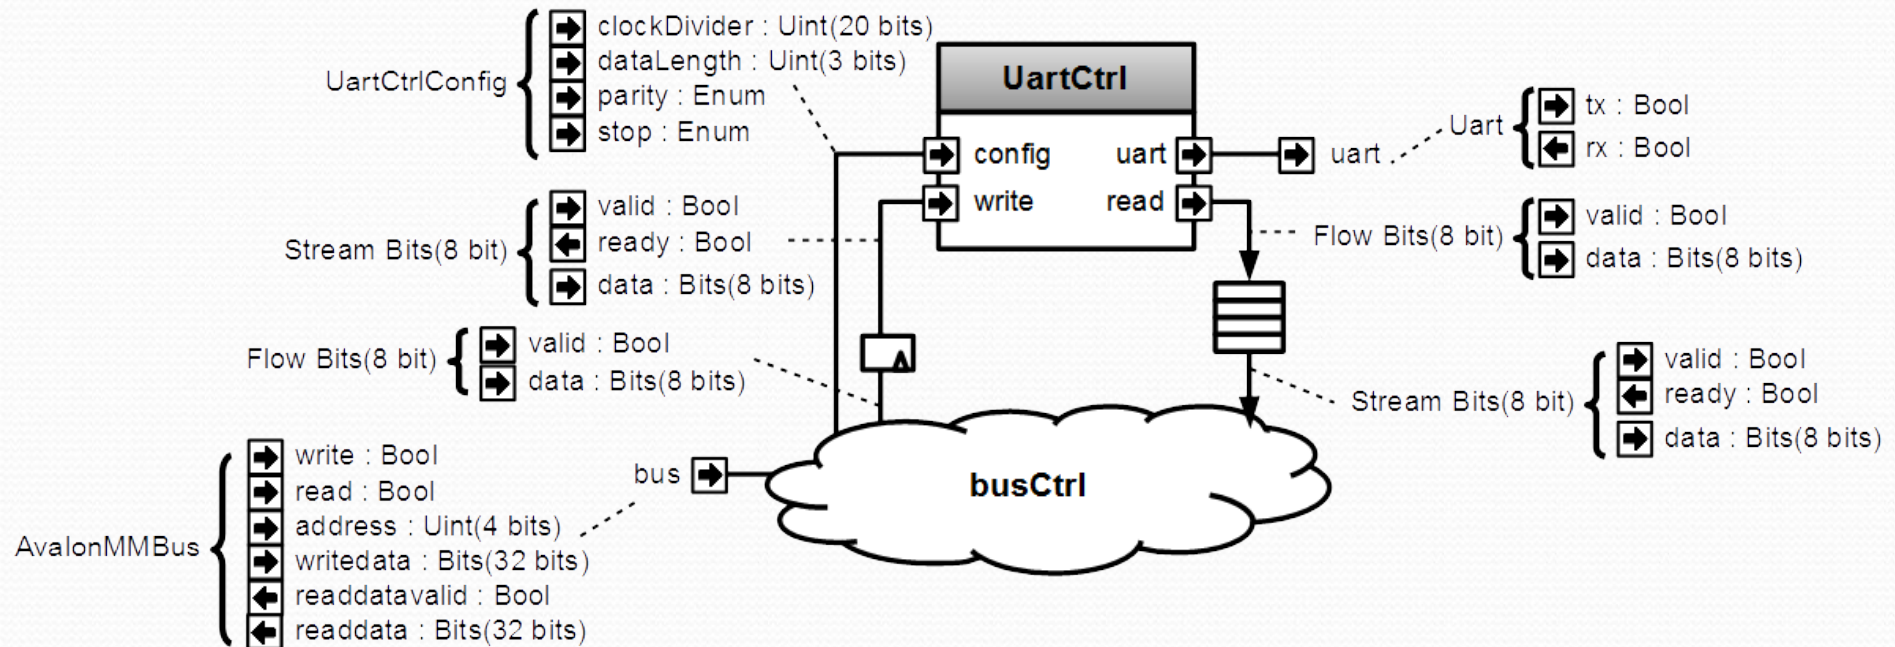 UartCtrlConfig
clockDivider : Uint(20 bits)
dataLength : Uint(3 bits)
parity : Enum
stop : Enum
UartCtrl
config
uart
write
read
uart
Uart
tx : Bool
rx : Bool
Stream Bits(8 bit)
valid : Bool
ready : Bool
data : Bits(8 bits)
Flow Bits(8 bit)
valid : Bool
data : Bits(8 bits)
Flow Bits(8 bit)
valid : Bool
data : Bits(8 bits)
Stream Bits(8 bit)
valid : Bool
ready : Bool
data : Bits(8 bits)
AvalonMMBus
write : Bool
read : Bool
address : Uint(4 bits)
writedata : Bits(32 bits)
readdatavalid : Bool
readdata : Bits(32 bits)
bus
busCtrl